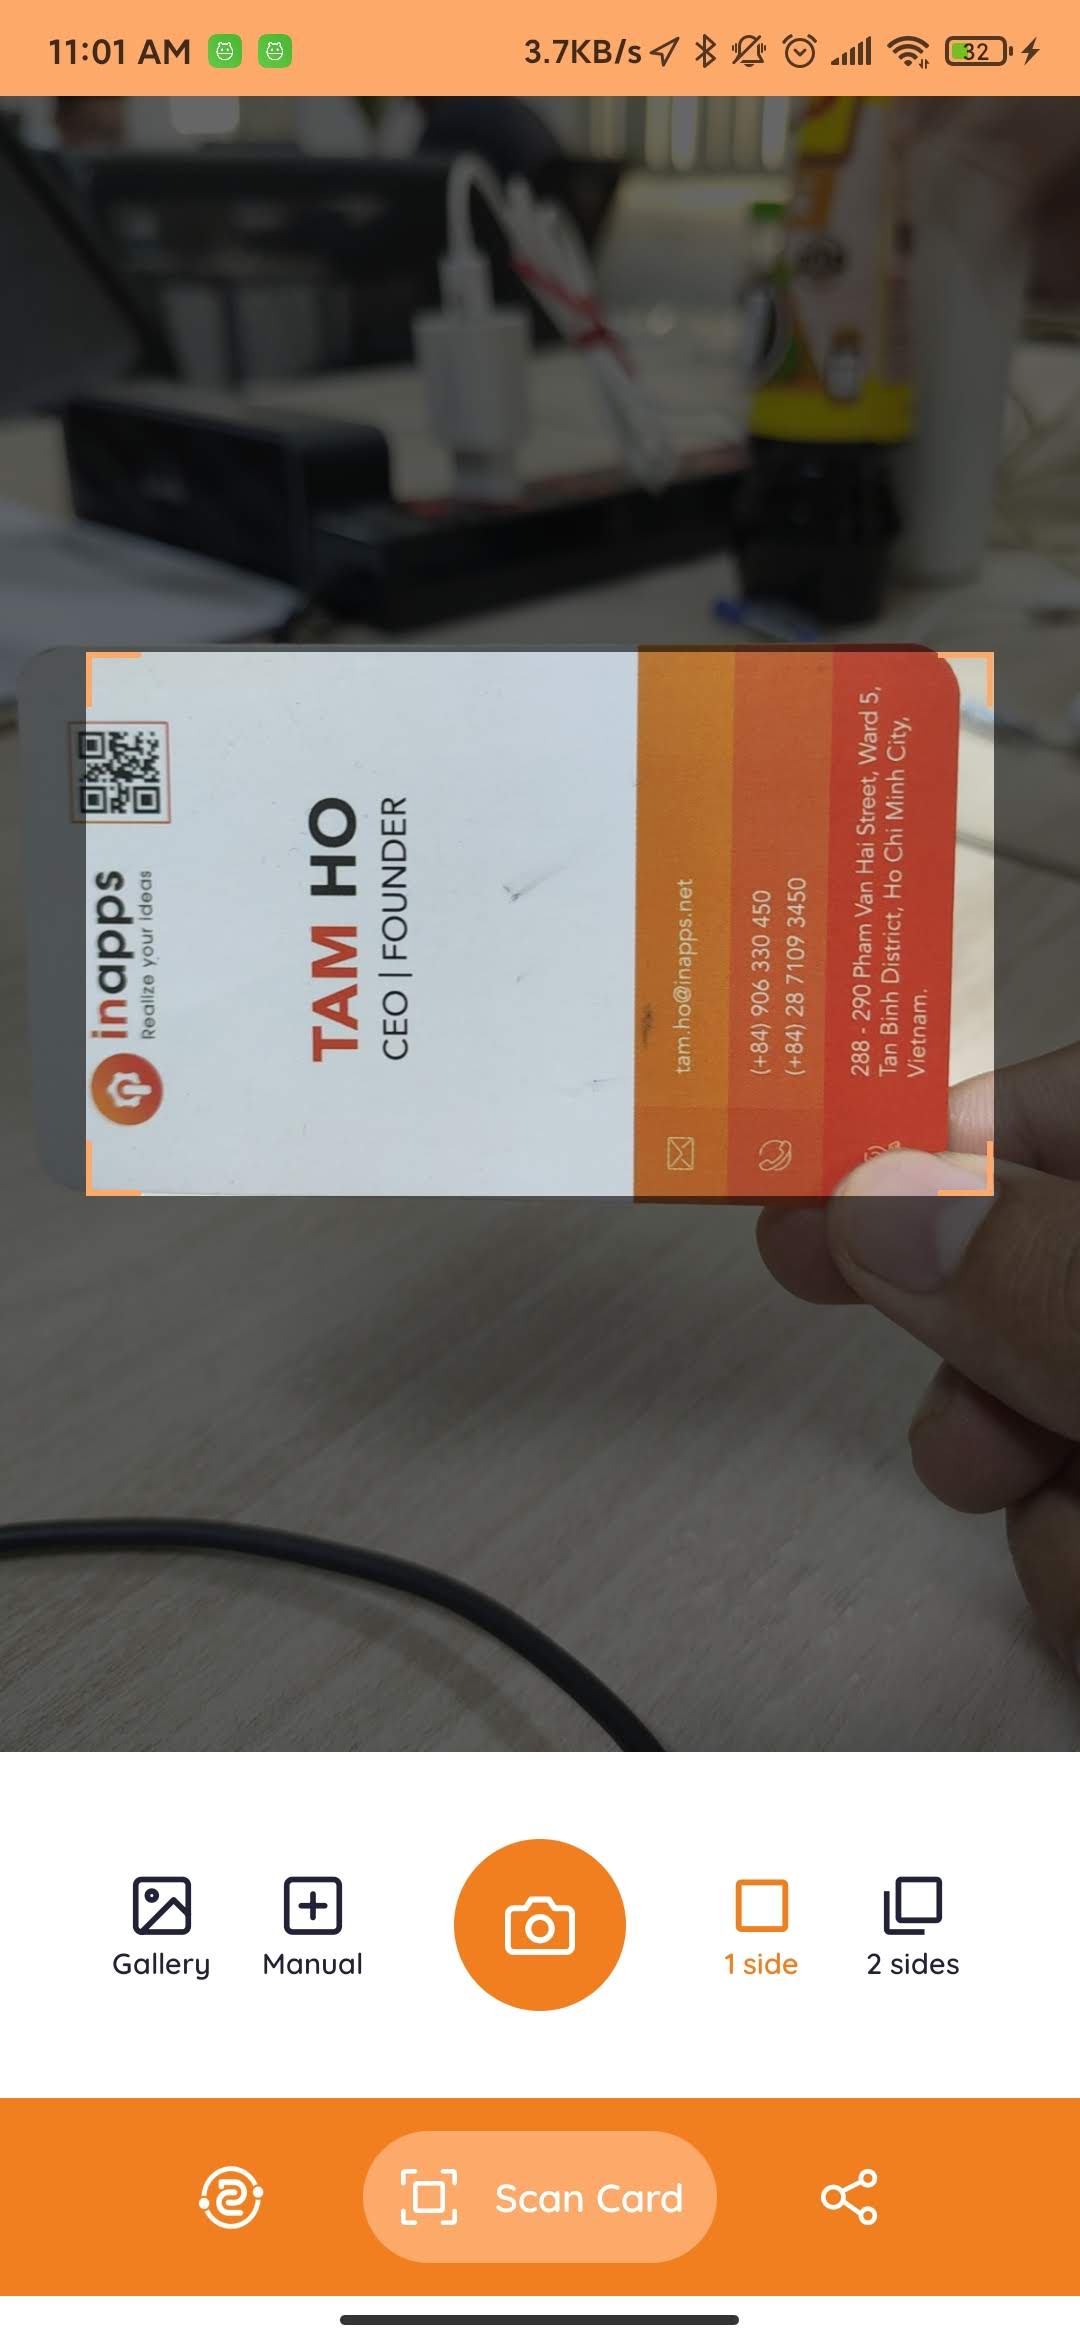 11:01 AM
3.7KB/s
32
inapps
Realize your ideas
TAM HO
CEO | FOUNDER
tam.ho@inapps.net
(+84) 906 330 450
(+84) 28 7109 3450
288 - 290 Pham Van Hai Street, Ward 5,
Tan Binh District, Ho Chi Minh City,
Vietnam.
Gallery
Manual
1 side
2 sides
Scan Card